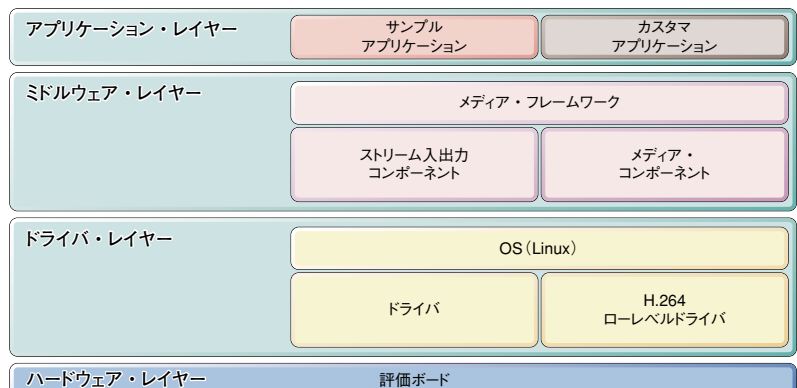 アプリケーション・レイヤー
サンプル
アプリケーション
カスタマ
アプリケーション
ミドルウェア・レイヤー
メディア・フレームワーク
ストリーム入出力
コンポーネント
メディア・
コンポーネント
ドライバ・レイヤー
OS(Linux)
ドライバ
H.264
ローレベルドライバ
ハードウェア・レイヤー
評価ボード